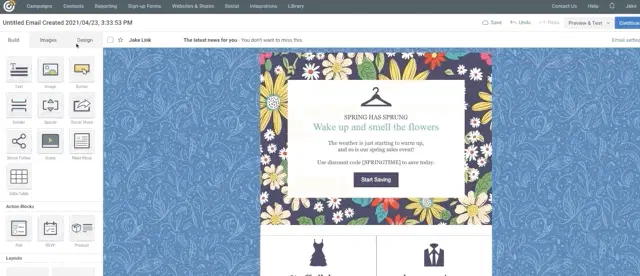 Campaigns Contacts Reporting Sign-up Forms Websites & Shares Social Integrations Library Contact Us Help Jake
Untitled Email Created 2021/04/23, 3:33:53 PM Save Undo Redo Preview & Test Continue
Build Images Design
Jake Link The latest news for you - You don't want to miss this. Email settings
Text Image Button
Divider Spacer Social Share
Social Follow Video Read More
Data Table
Action Blocks
Poll RSVP Product
Layouts
SPRING HAS SPRUNG
Wake up and smell the flowers
The weather is just starting to warm up,
and so is our spring sales event!
Use discount code [SPRINGTIME] to save today.
Start Saving